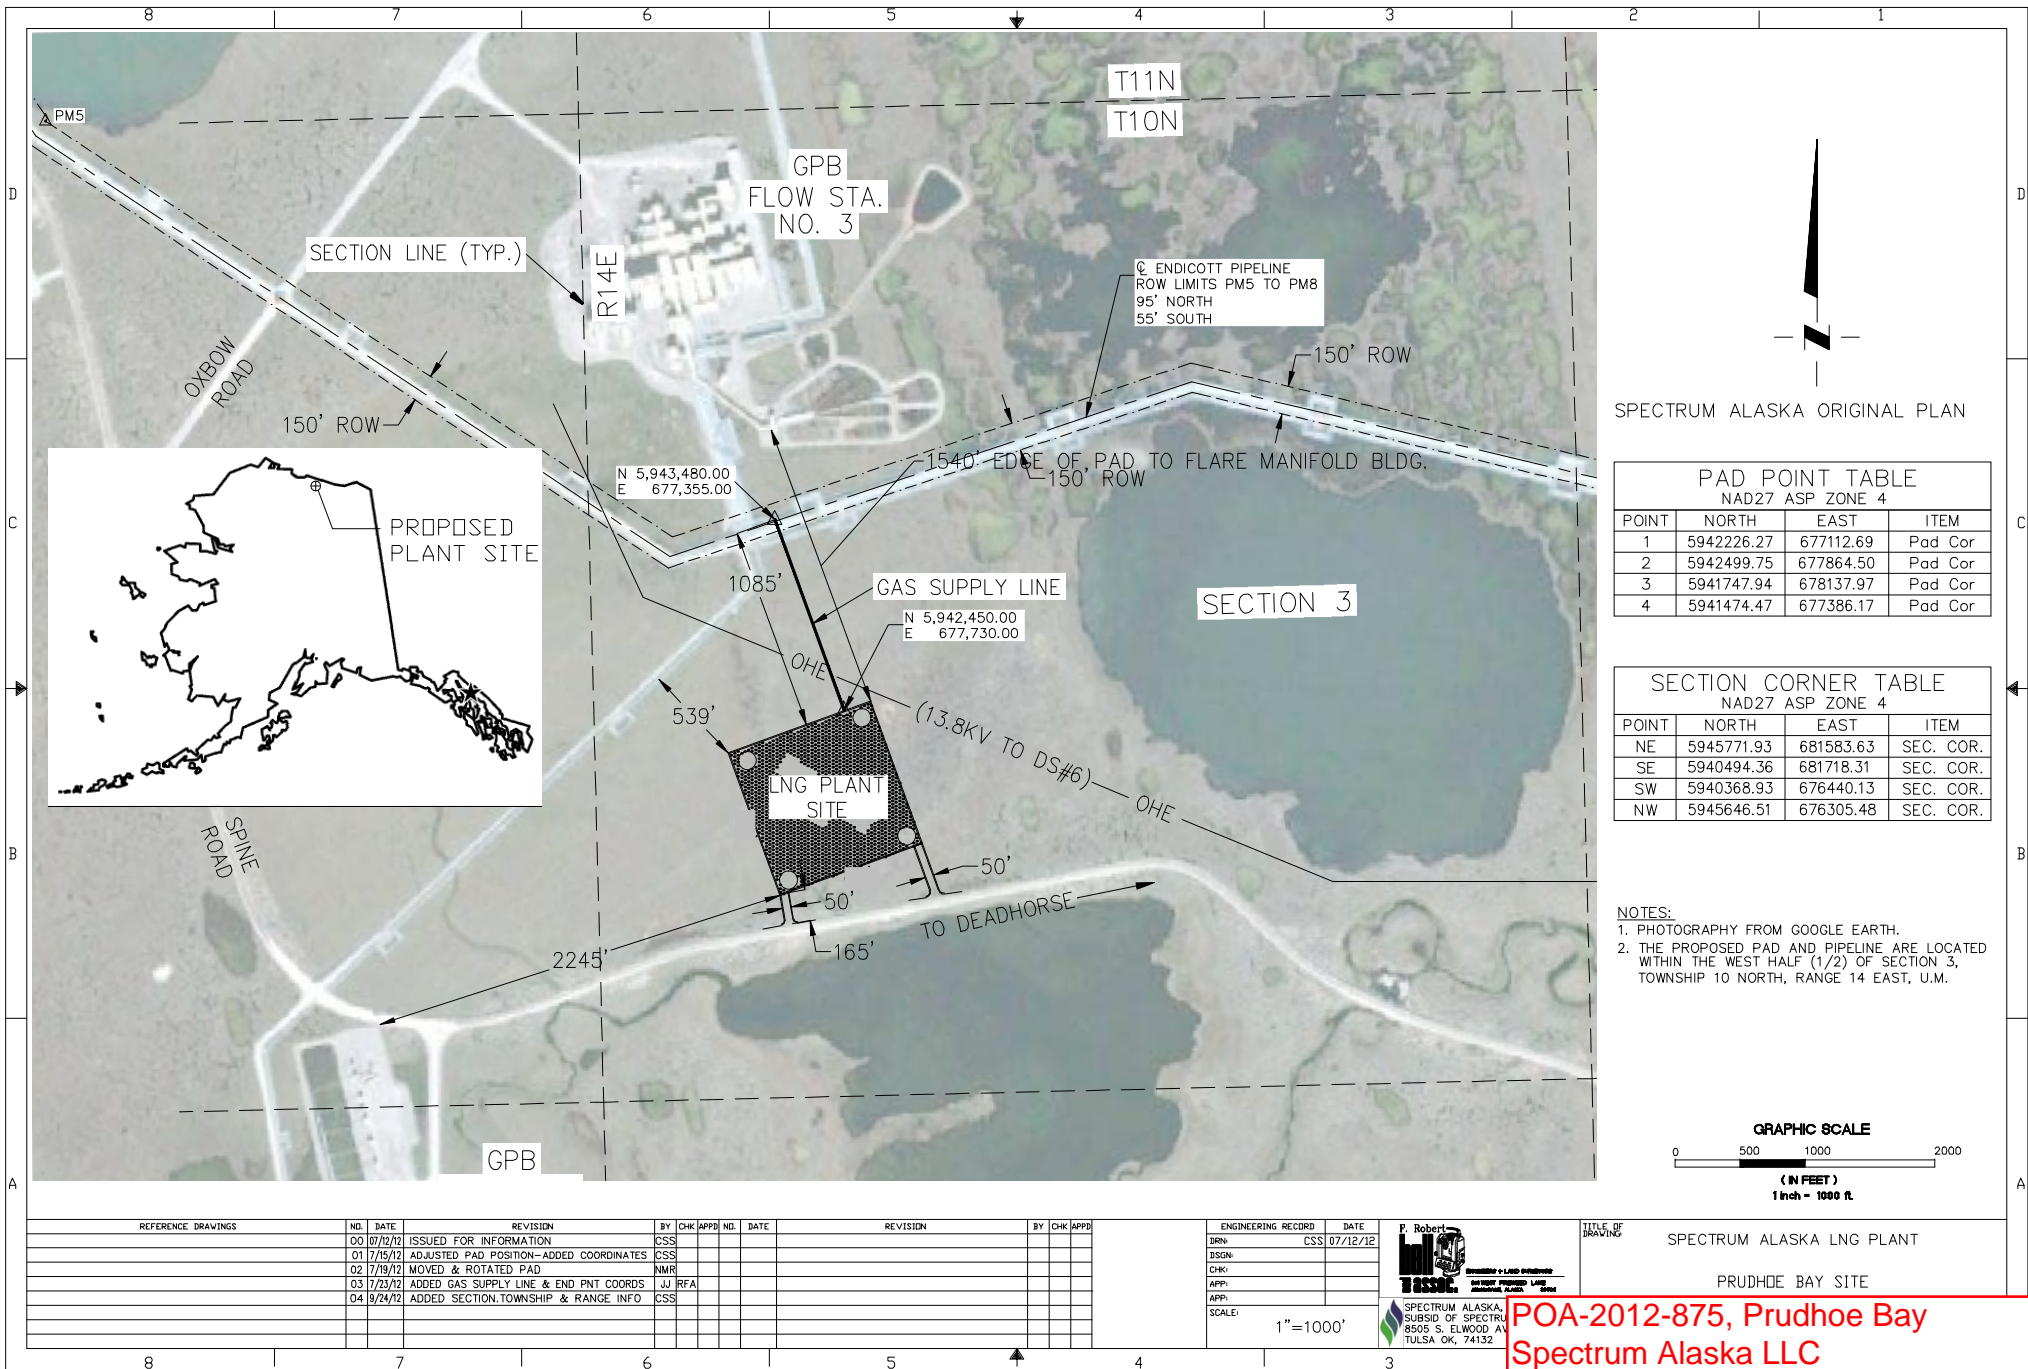 8 7 6 5 4 3 2 1
D
C
B
A
D
C
B
A
PM5
T11N
T10N
GPB
FLOW STA.
NO. 3
SECTION LINE (TYP.)
R14E
OXBOW
ROAD
150' ROW
℄ ENDICOTT PIPELINE
ROW LIMITS PM5 TO PM8
95' NORTH
55' SOUTH
150' ROW
1540' EDGE OF PAD TO FLARE MANIFOLD BLDG.
150' ROW
N 5,943,480.00
E 677,355.00
PROPOSED
PLANT SITE
1085'
GAS SUPPLY LINE
N 5,942,450.00
E 677,730.00
SECTION 3
OHE
(13.8KV TO DS#6)
OHE
539'
LNG PLANT
SITE
SPINE
ROAD
50'
50'
165'
TO DEADHORSE
2245'
GPB
SPECTRUM ALASKA ORIGINAL PLAN
PAD POINT TABLE
NAD27 ASP ZONE 4
POINT NORTH EAST ITEM
1 5942226.27 677112.69 Pad Cor
2 5942499.75 677864.50 Pad Cor
3 5941747.94 678137.97 Pad Cor
4 5941474.47 677386.17 Pad Cor
SECTION CORNER TABLE
NAD27 ASP ZONE 4
POINT NORTH EAST ITEM
NE 5945771.93 681583.63 SEC. COR.
SE 5940494.36 681718.31 SEC. COR.
SW 5940368.93 676440.13 SEC. COR.
NW 5945646.51 676305.48 SEC. COR.
NOTES:
1. PHOTOGRAPHY FROM GOOGLE EARTH.
2. THE PROPOSED PAD AND PIPELINE ARE LOCATED
WITHIN THE WEST HALF (1/2) OF SECTION 3,
TOWNSHIP 10 NORTH, RANGE 14 EAST, U.M.
GRAPHIC SCALE
0 500 1000 2000
( IN FEET )
1 inch = 1000 ft.
REFERENCE DRAWINGS NO. DATE REVISION BY CHK APPD NO. DATE REVISION BY CHK APPD
00 07/12/12 ISSUED FOR INFORMATION CSS
01 7/15/12 ADJUSTED PAD POSITION-ADDED COORDINATES CSS
02 7/19/12 MOVED & ROTATED PAD NMR
03 7/23/12 ADDED GAS SUPPLY LINE & END PNT COORDS JJ RFA
04 9/24/12 ADDED SECTION,TOWNSHIP & RANGE INFO CSS
ENGINEERING RECORD DATE
DRN: CSS 07/12/12
DSGN:
CHK:
APP:
APP:
SCALE:
1"=1000'
F. Robert
bell
& assoc.
ENGINEERS & LAND SURVEYORS
SPECTRUM ALASKA,
SUBSID OF SPECTRU
8505 S. ELWOOD AV
TULSA OK, 74132
TITLE OF
DRAWING:
SPECTRUM ALASKA LNG PLANT
PRUDHOE BAY SITE
POA-2012-875, Prudhoe Bay
Spectrum Alaska LLC
8 7 6 5 4 3